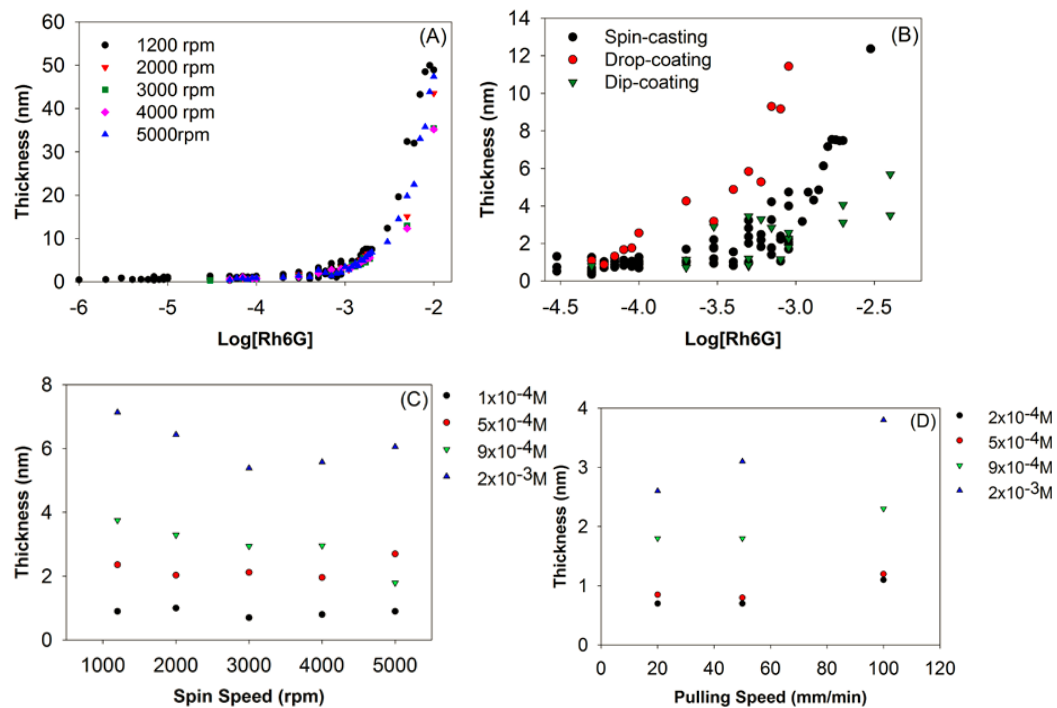 (A)
60
50
40
30
20
10
0
Thickness (nm)
1200 rpm
2000 rpm
3000 rpm
4000 rpm
5000rpm
-6 -5 -4 -3 -2
Log[Rh6G]
(B)
14
12
10
8
6
4
2
0
Thickness (nm)
Spin-casting
Drop-coating
Dip-coating
-4.5 -4.0 -3.5 -3.0 -2.5
Log[Rh6G]
(C)
8
6
4
2
0
Thickness (nm)
1x10-4M
5x10-4M
9x10-4M
2x10-3M
1000 2000 3000 4000 5000
Spin Speed (rpm)
(D)
4
3
2
1
0
Thickness (nm)
2x10-4M
5x10-4M
9x10-4M
2x10-3M
0 20 40 60 80 100 120
Pulling Speed (mm/min)